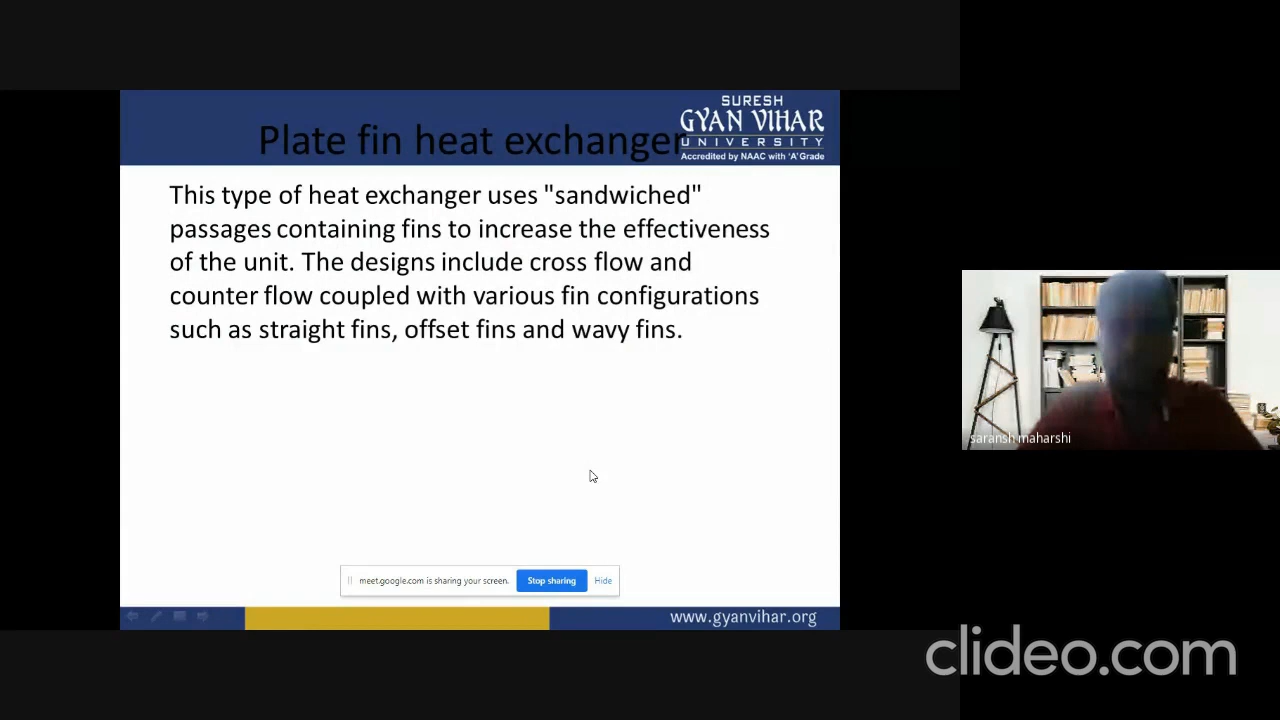 SURESH
GYAN VIHAR
UNIVERSITY
Accredited by NAAC with 'A' Grade
Plate fin heat exchanger
This type of heat exchanger uses "sandwiched"
passages containing fins to increase the effectiveness
of the unit. The designs include cross flow and
counter flow coupled with various fin configurations
such as straight fins, offset fins and wavy fins.
saransh maharshi
meet.google.com is sharing your screen.
Stop sharing
Hide
www.gyanvihar.org
clideo.com